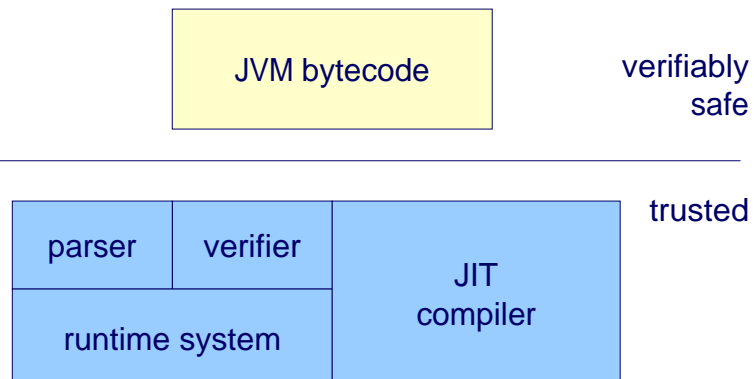 JVM bytecode
verifiably
safe
trusted
parser
verifier
JIT
compiler
runtime system